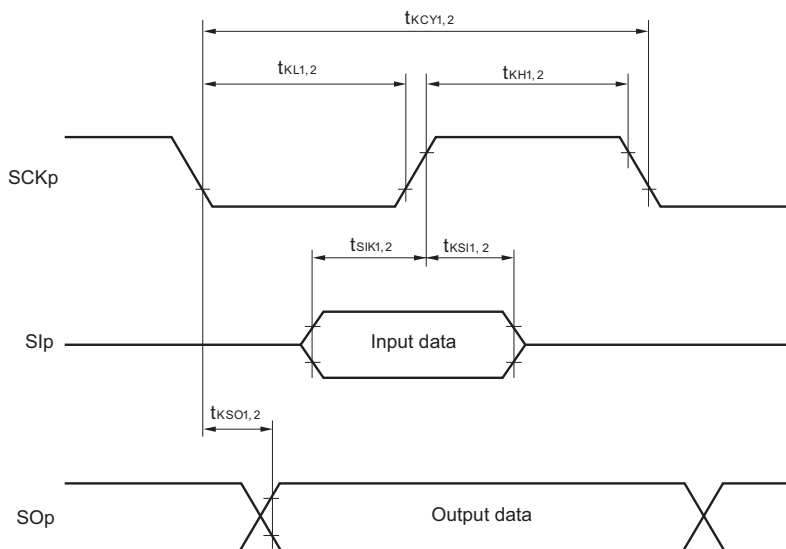 tKCY1, 2
tKL1, 2
tKH1, 2
SCKp
tSIK1, 2
tKSI1, 2
SIp
Input data
tKSO1, 2
SOp
Output data